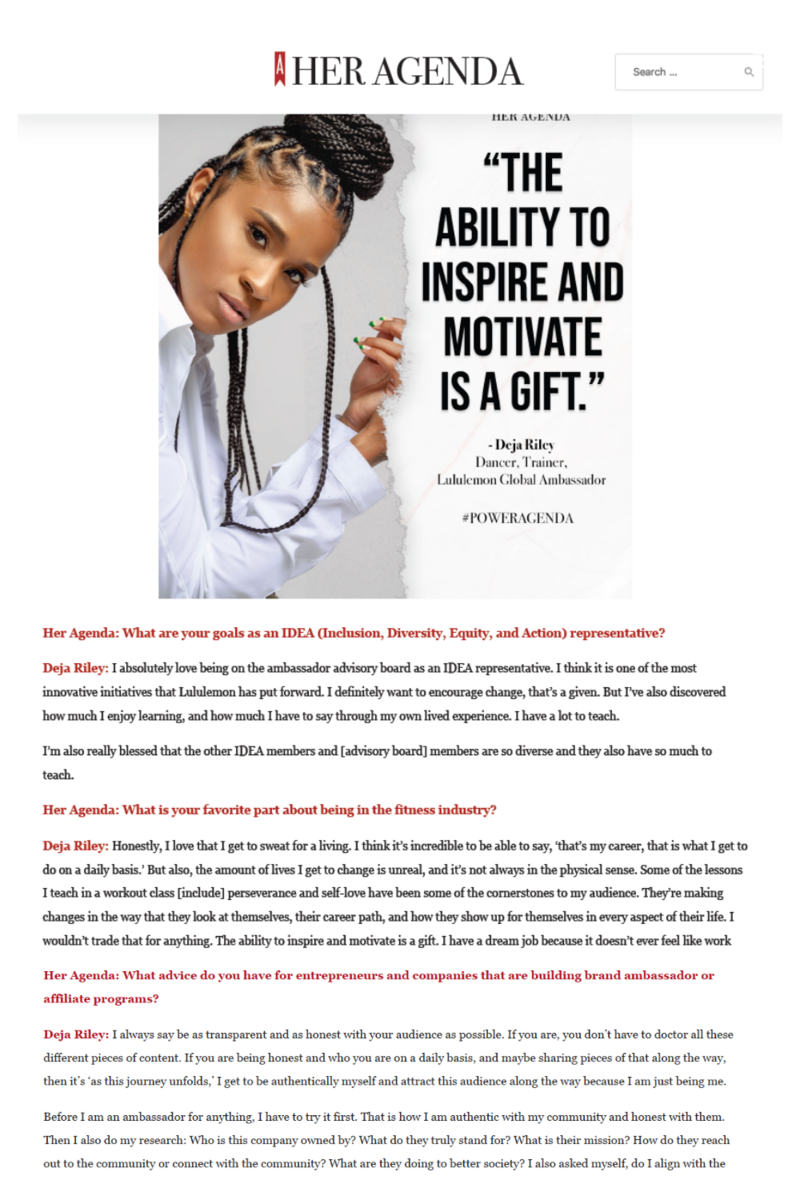 A HER AGENDA
Search ...
HER AGENDA
“THE
ABILITY TO
INSPIRE AND
MOTIVATE
IS A GIFT.”
- Deja Riley
Dancer, Trainer,
Lululemon Global Ambassador
#POWERAGENDA
Her Agenda: What are your goals as an IDEA (Inclusion, Diversity, Equity, and Action) representative?
Deja Riley: I absolutely love being on the ambassador advisory board as an IDEA representative. I think it is one of the most
innovative initiatives that Lululemon has put forward. I definitely want to encourage change, that’s a given. But I’ve also discovered
how much I enjoy learning, and how much I have to say through my own lived experience. I have a lot to teach.
I’m also really blessed that the other IDEA members and [advisory board] members are so diverse and they also have so much to
teach.
Her Agenda: What is your favorite part about being in the fitness industry?
Deja Riley: Honestly, I love that I get to sweat for a living. I think it’s incredible to be able to say, ‘that’s my career, that is what I get to
do on a daily basis.’ But also, the amount of lives I get to change is unreal, and it’s not always in the physical sense. Some of the lessons
I teach in a workout class [include] perseverance and self-love have been some of the cornerstones to my audience. They’re making
changes in the way that they look at themselves, their career path, and how they show up for themselves in every aspect of their life. I
wouldn’t trade that for anything. The ability to inspire and motivate is a gift. I have a dream job because it doesn’t ever feel like work
Her Agenda: What advice do you have for entrepreneurs and companies that are building brand ambassador or
affiliate programs?
Deja Riley: I always say be as transparent and as honest with your audience as possible. If you are, you don’t have to doctor all these
different pieces of content. If you are being honest and who you are on a daily basis, and maybe sharing pieces of that along the way,
then it’s ‘as this journey unfolds,’ I get to be authentically myself and attract this audience along the way because I am just being me.
Before I am an ambassador for anything, I have to try it first. That is how I am authentic with my community and honest with them.
Then I also do my research: Who is this company owned by? What do they truly stand for? What is their mission? How do they reach
out to the community or connect with the community? What are they doing to better society? I also asked myself, do I align with the